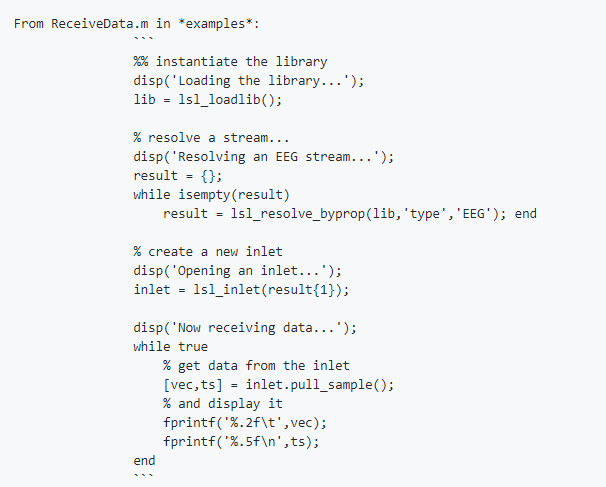 From ReceiveData.m in *examples*:
```
%% instantiate the library
disp('Loading the library...');
lib = lsl_loadlib();
% resolve a stream...
disp('Resolving an EEG stream...');
result = {};
while isempty(result)
    result = lsl_resolve_byprop(lib,'type','EEG'); end
% create a new inlet
disp('Opening an inlet...');
inlet = lsl_inlet(result{1});
disp('Now receiving data...');
while true
    % get data from the inlet
    [vec,ts] = inlet.pull_sample();
    % and display it
    fprintf('%.2f\t',vec);
    fprintf('%.5f\n',ts);
end
```